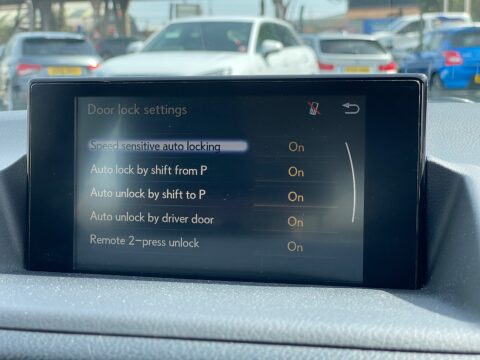 Door lock settings
Speed sensitive auto locking On
Auto lock by shift from P On
Auto unlock by shift to P On
Auto unlock by driver door On
Remote 2-press unlock On